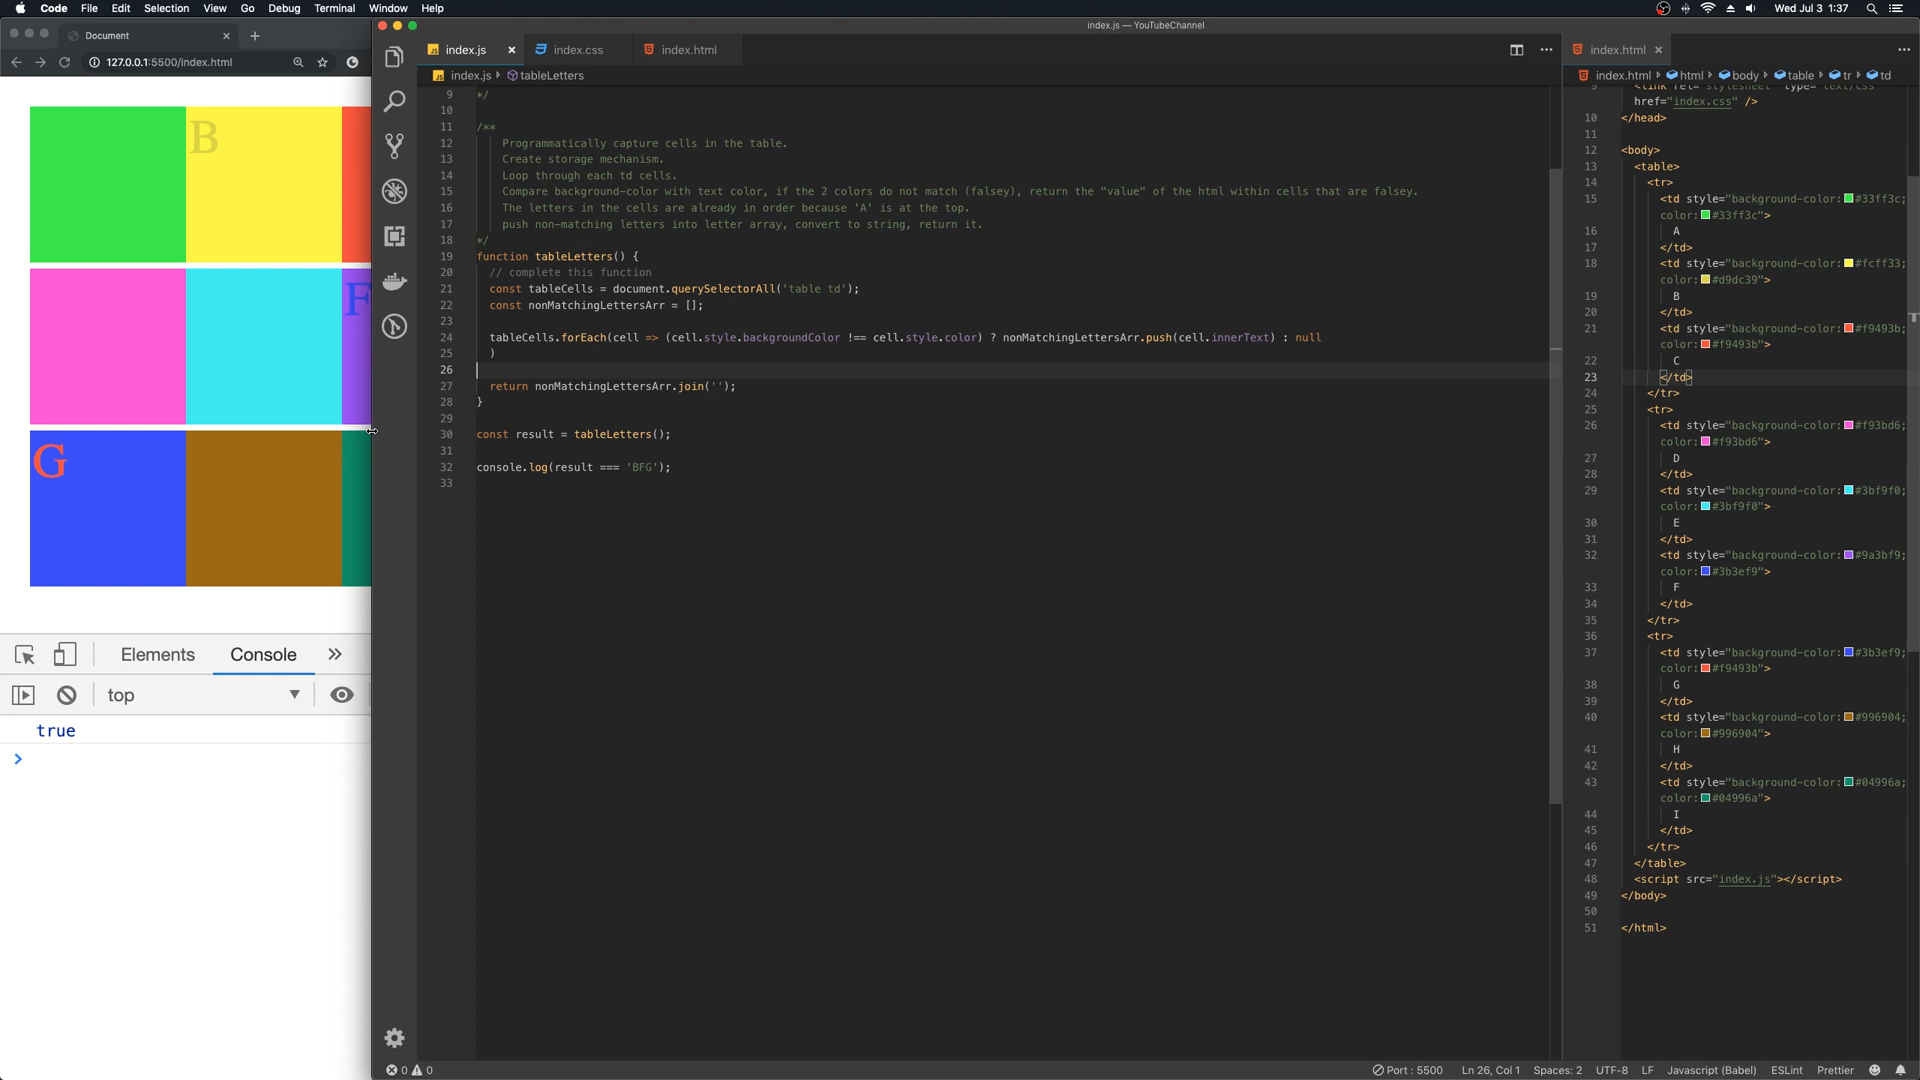 Code File Edit Selection View Go Debug Terminal Window Help
Wed Jul 3 1:37
Document
127.0.0.1:5500/index.html
B
F
G
Elements Console
top
true
index.js — YouTubeChannel
index.js index.css index.html
index.js tableLetters
9 */
10
11 /**
12 Programmatically capture cells in the table.
13 Create storage mechanism.
14 Loop through each td cells.
15 Compare background-color with text color, if the 2 colors do not match (falsey), return the "value" of the html within cells that are falsey.
16 The letters in the cells are already in order because 'A' is at the top.
17 push non-matching letters into letter array, convert to string, return it.
18 */
19 function tableLetters() {
20 // complete this function
21 const tableCells = document.querySelectorAll('table td');
22 const nonMatchingLettersArr = [];
23
24 tableCells.forEach(cell => (cell.style.backgroundColor !== cell.style.color) ? nonMatchingLettersArr.push(cell.innerText) : null
25 )
26
27 return nonMatchingLettersArr.join('');
28 }
29
30 const result = tableLetters();
31
32 console.log(result === 'BFG');
33
index.html
index.html html body table tr td
9 <link rel="stylesheet" type="text/css"
href="index.css" />
10 </head>
11
12 <body>
13 <table>
14 <tr>
15 <td style="background-color:#33ff3c;
color:#33ff3c">
16 A
17 </td>
18 <td style="background-color:#fcff33;
color:#d9dc39">
19 B
20 </td>
21 <td style="background-color:#f9493b;
color:#f9493b">
22 C
23 </td>
24 </tr>
25 <tr>
26 <td style="background-color:#f93bd6;
color:#f93bd6">
27 D
28 </td>
29 <td style="background-color:#3bf9f0;
color:#3bf9f0">
30 E
31 </td>
32 <td style="background-color:#9a3bf9;
color:#3b3ef9">
33 F
34 </td>
35 </tr>
36 <tr>
37 <td style="background-color:#3b3ef9;
color:#f9493b">
38 G
39 </td>
40 <td style="background-color:#996904;
color:#996904">
41 H
42 </td>
43 <td style="background-color:#04996a;
color:#04996a">
44 I
45 </td>
46 </tr>
47 </table>
48 <script src="index.js"></script>
49 </body>
50
51 </html>
0 0
Port : 5500 Ln 26, Col 1 Spaces: 2 UTF-8 LF Javascript (Babel) ESLint Prettier